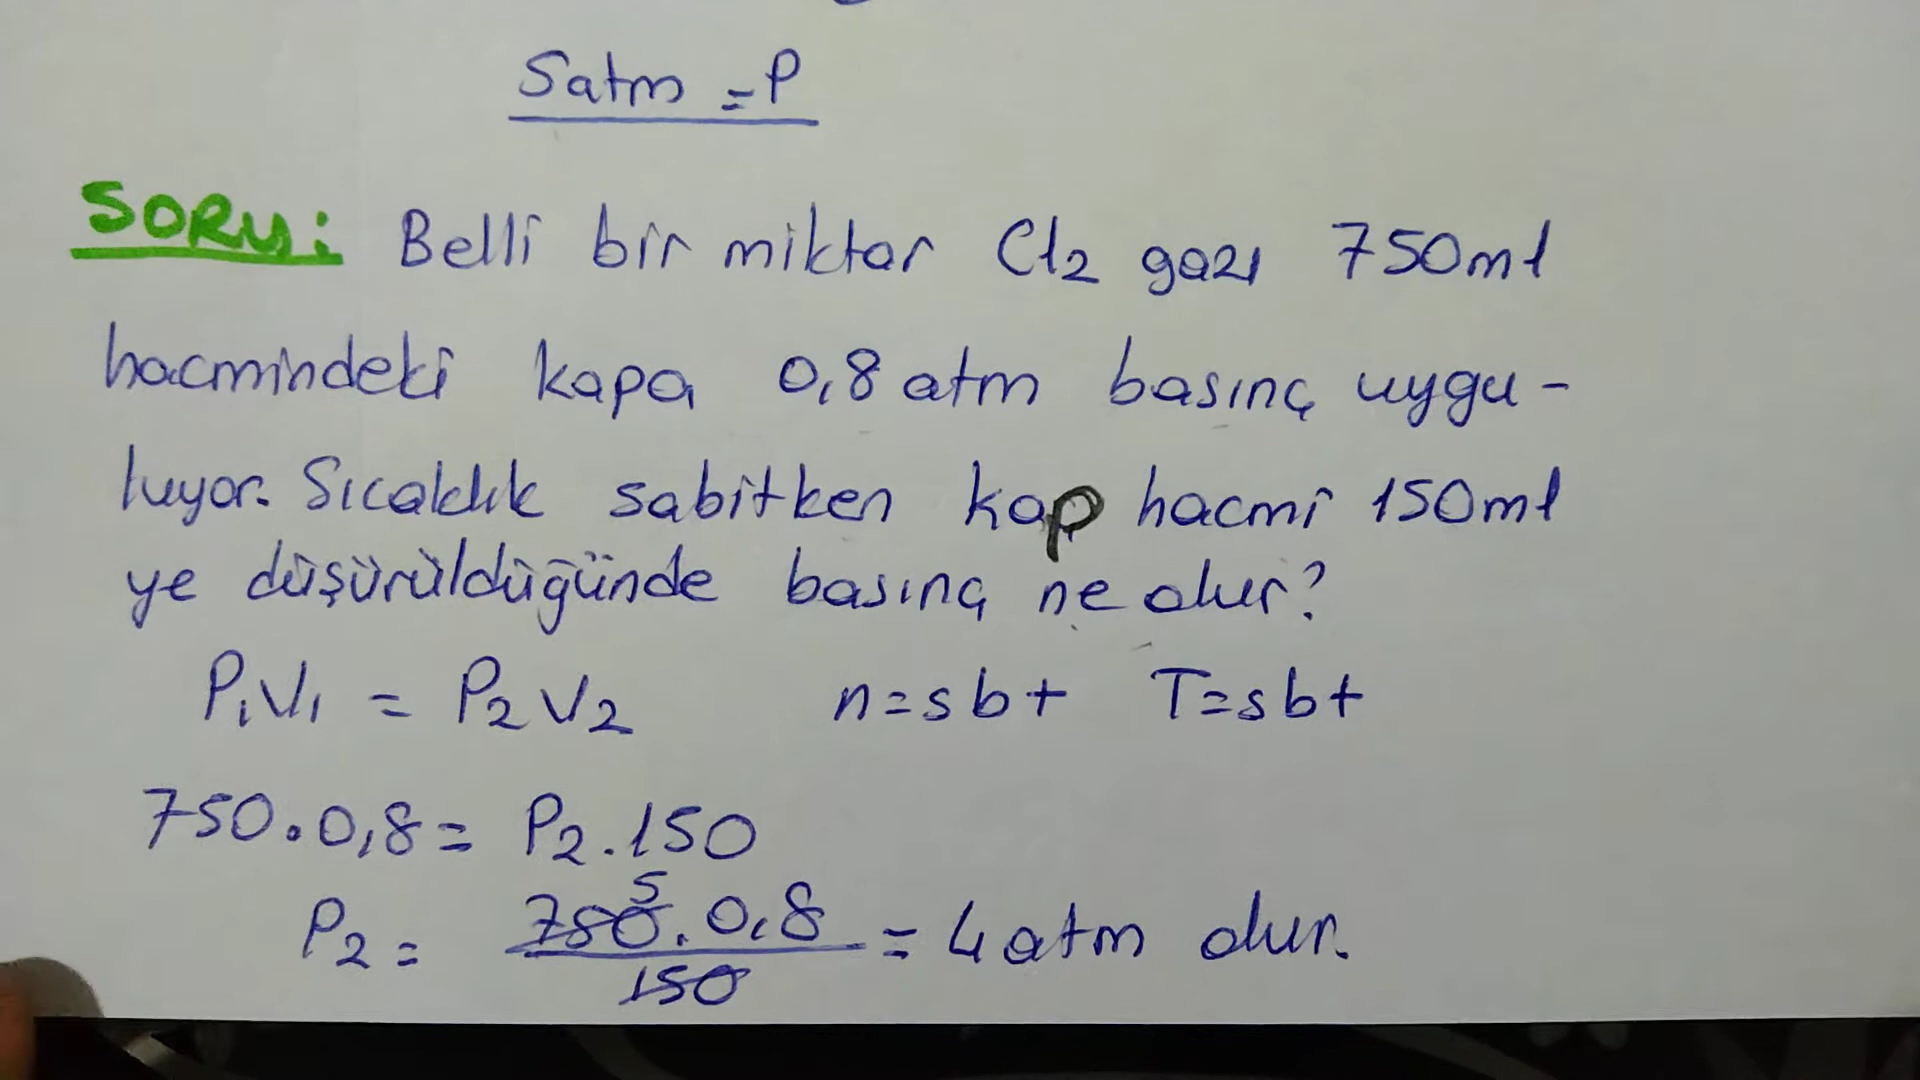 5atm = P
SORU: Belli bir miktar Cl2 gazı 750ml
hacmindeki kapa 0,8 atm basınç uygu-
luyor. Sıcaklık sabitken kap hacmi 150ml
ye düşürüldüğünde basınç ne olur?
P1V1 = P2V2 n=sbt T=sbt
750.0,8 = P2.150
5
P2 = 750.0,8 = 4 atm olur.
150